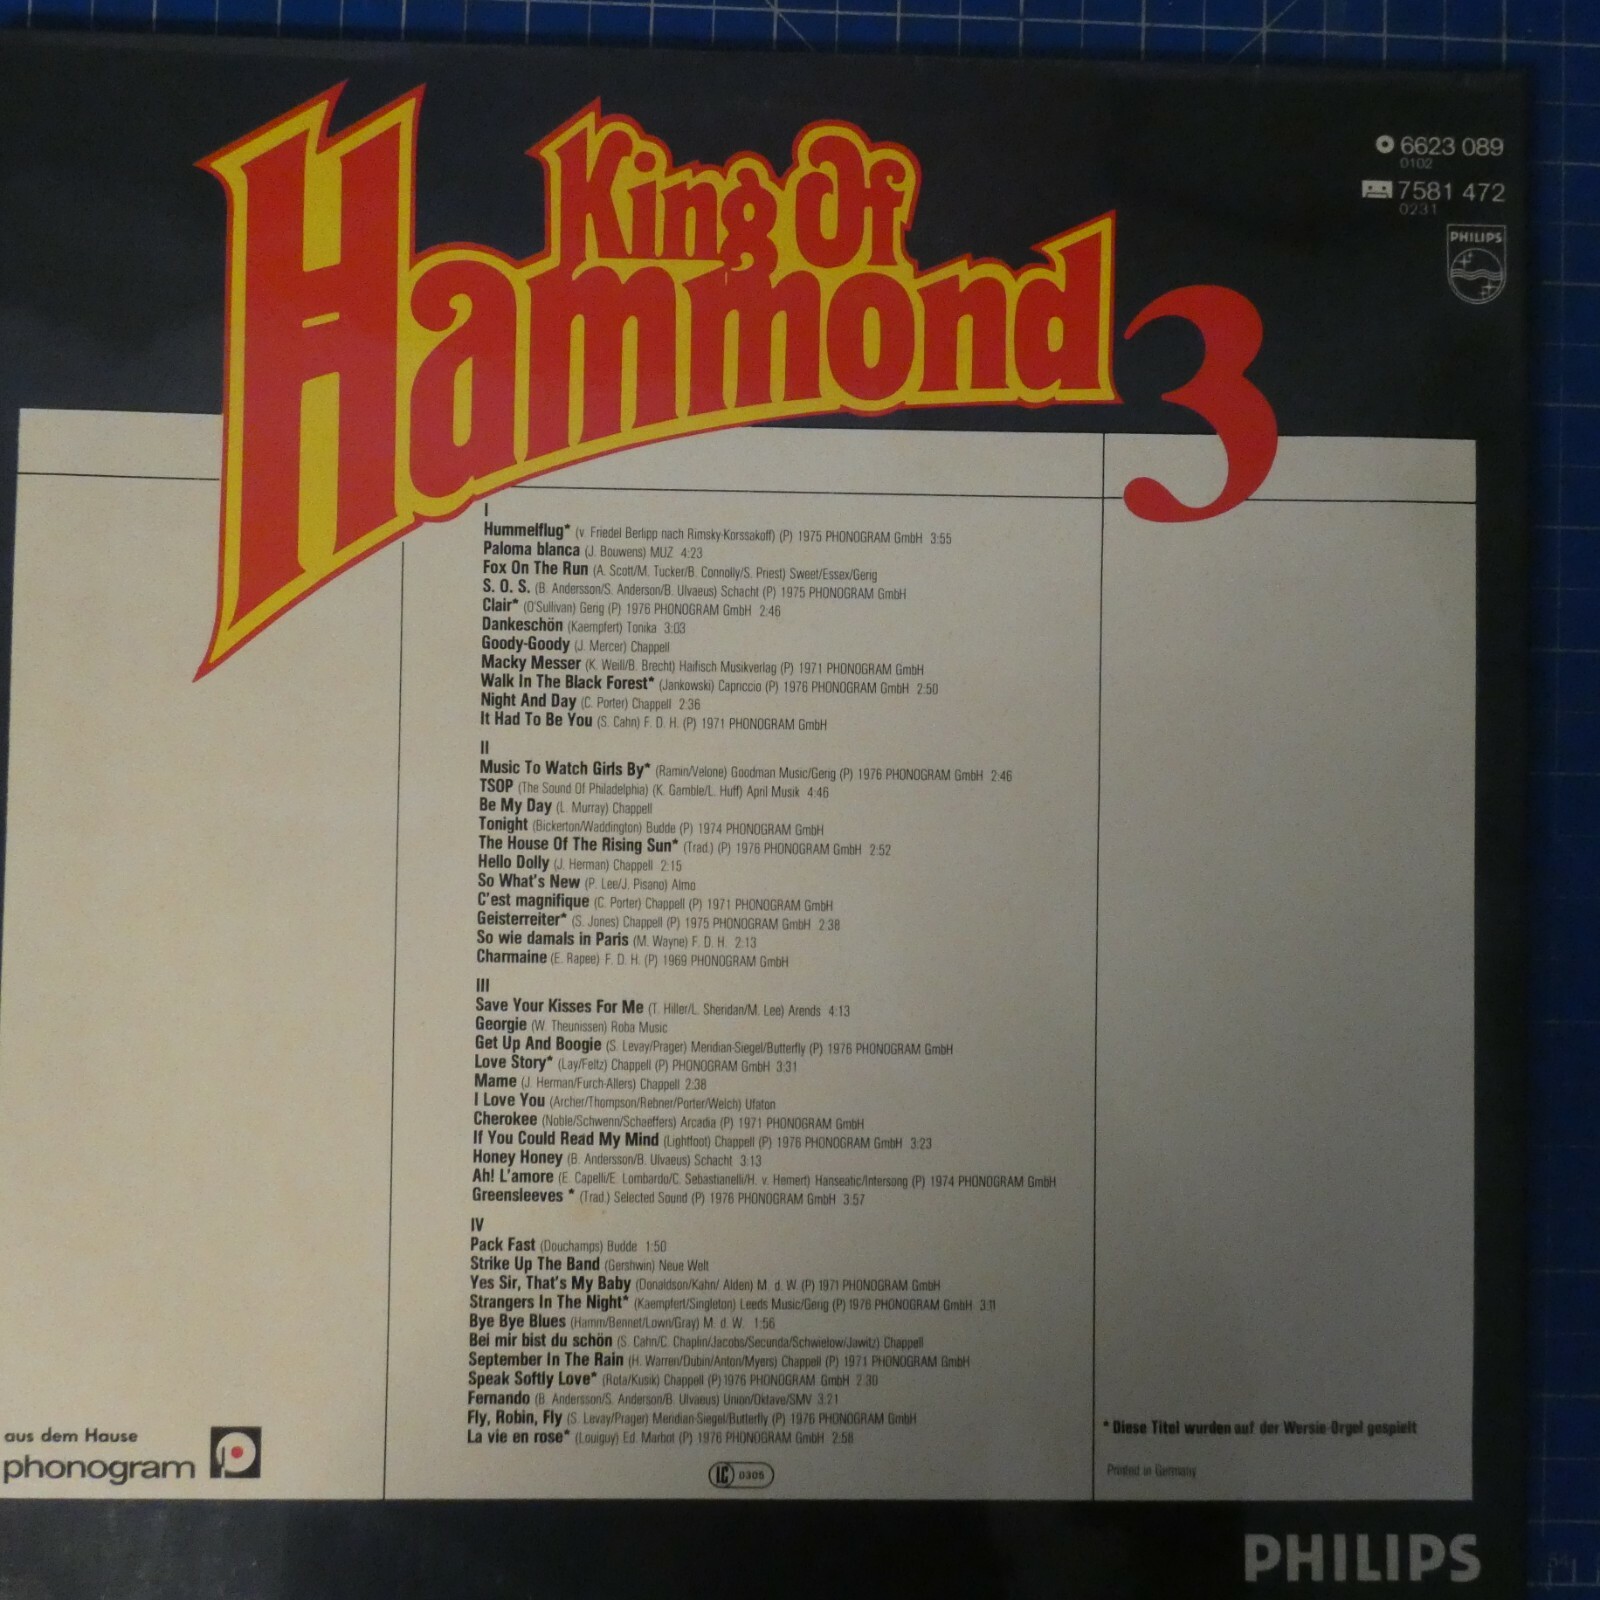 King Of
Hammond 3
6623 089
0102
7581 472
0231
PHILIPS
I
Hummelflug* (v. Friedel Berlipp nach Rimsky-Korssakoff) (P) 1975 PHONOGRAM GmbH 3:55
Paloma blanca (J. Bouwens) MUZ 4:23
Fox On The Run (A. Scott/M. Tucker/B. Connolly/S. Priest) Sweet/Essex/Gerig
S. O. S. (B. Andersson/S. Anderson/B. Ulvaeus) Schacht (P) 1975 PHONOGRAM GmbH
Clair* (O'Sullivan) Gerig (P) 1976 PHONOGRAM GmbH 2:46
Dankeschön (Kaempfert) Tonika 3:03
Goody-Goody (J. Mercer) Chappell
Macky Messer (K. Weill/B. Brecht) Haifisch Musikverlag (P) 1971 PHONOGRAM GmbH
Walk In The Black Forest* (Jankowski) Capriccio (P) 1976 PHONOGRAM GmbH 2:50
Night And Day (C. Porter) Chappell 2:36
It Had To Be You (S. Cahn) F. D. H. (P) 1971 PHONOGRAM GmbH
II
Music To Watch Girls By* (Ramin/Velone) Goodman Music/Gerig (P) 1976 PHONOGRAM GmbH 2:46
TSOP (The Sound Of Philadelphia) (K. Gamble/L. Huff) April Musik 4:46
Be My Day (L. Murray) Chappell
Tonight (Bickerton/Waddington) Budde (P) 1974 PHONOGRAM GmbH
The House Of The Rising Sun* (Trad.) (P) 1976 PHONOGRAM GmbH 2:52
Hello Dolly (J. Herman) Chappell 2:15
So What's New (P. Lee/J. Pisano) Almo
C'est magnifique (C. Porter) Chappell (P) 1971 PHONOGRAM GmbH
Geisterreiter* (S. Jones) Chappell (P) 1975 PHONOGRAM GmbH 2:38
So wie damals in Paris (M. Wayne) F. D. H. 2:13
Charmaine (E. Rapee) F. D. H. (P) 1969 PHONOGRAM GmbH
III
Save Your Kisses For Me (T. Hiller/L. Sheridan/M. Lee) Arends 4:13
Georgie (W. Theunissen) Roba Music
Get Up And Boogie (S. Levay/Prager) Meridian-Siegel/Butterfly (P) 1976 PHONOGRAM GmbH
Love Story* (Lay/Feltz) Chappell (P) PHONOGRAM GmbH 3:31
Mame (J. Herman/Furch-Allers) Chappell 2:38
I Love You (Archer/Thompson/Rebner/Porter/Welch) Ufaton
Cherokee (Noble/Schwenn/Schaeffers) Arcadia (P) 1971 PHONOGRAM GmbH
If You Could Read My Mind (Lightfoot) Chappell (P) 1976 PHONOGRAM GmbH 3:23
Honey Honey (B. Andersson/B. Ulvaeus) Schacht 3:13
Ah! L'amore (E. Capelli/E. Lombardo/C. Sebastianelli/H. v. Hemert) Hanseatic/Intersong (P) 1974 PHONOGRAM GmbH
Greensleeves * (Trad.) Selected Sound (P) 1976 PHONOGRAM GmbH 3:57
IV
Pack Fast (Douchamps) Budde 1:50
Strike Up The Band (Gershwin) Neue Welt
Yes Sir, That's My Baby (Donaldson/Kahn/ Alden) M. d. W. (P) 1971 PHONOGRAM GmbH
Strangers In The Night* (Kaempfert/Singleton) Leeds Music/Gerig (P) 1976 PHONOGRAM GmbH 3:11
Bye Bye Blues (Hamm/Bennet/Lown/Gray) M. d. W. 1:56
Bei mir bist du schön (S. Cahn/C. Chaplin/Jacobs/Secunda/Schwielow/Jawitz) Chappell
September In The Rain (H. Warren/Dubin/Anton/Myers) Chappell (P) 1971 PHONOGRAM GmbH
Speak Softly Love* (Rota/Kusik) Chappell (P) 1976 PHONOGRAM GmbH 2:30
Fernando (B. Andersson/S. Anderson/B. Ulvaeus) Union/Oktave/SMV 3:21
Fly, Robin, Fly (S. Levay/Prager) Meridian-Siegel/Butterfly (P) 1976 PHONOGRAM GmbH
La vie en rose* (Louiguy) Ed. Marbot (P) 1976 PHONOGRAM GmbH 2:58
* Diese Titel wurden auf der Wersie-Orgel gespielt
Printed in Germany
aus dem Hause
phonogram
LC 0305
PHILIPS